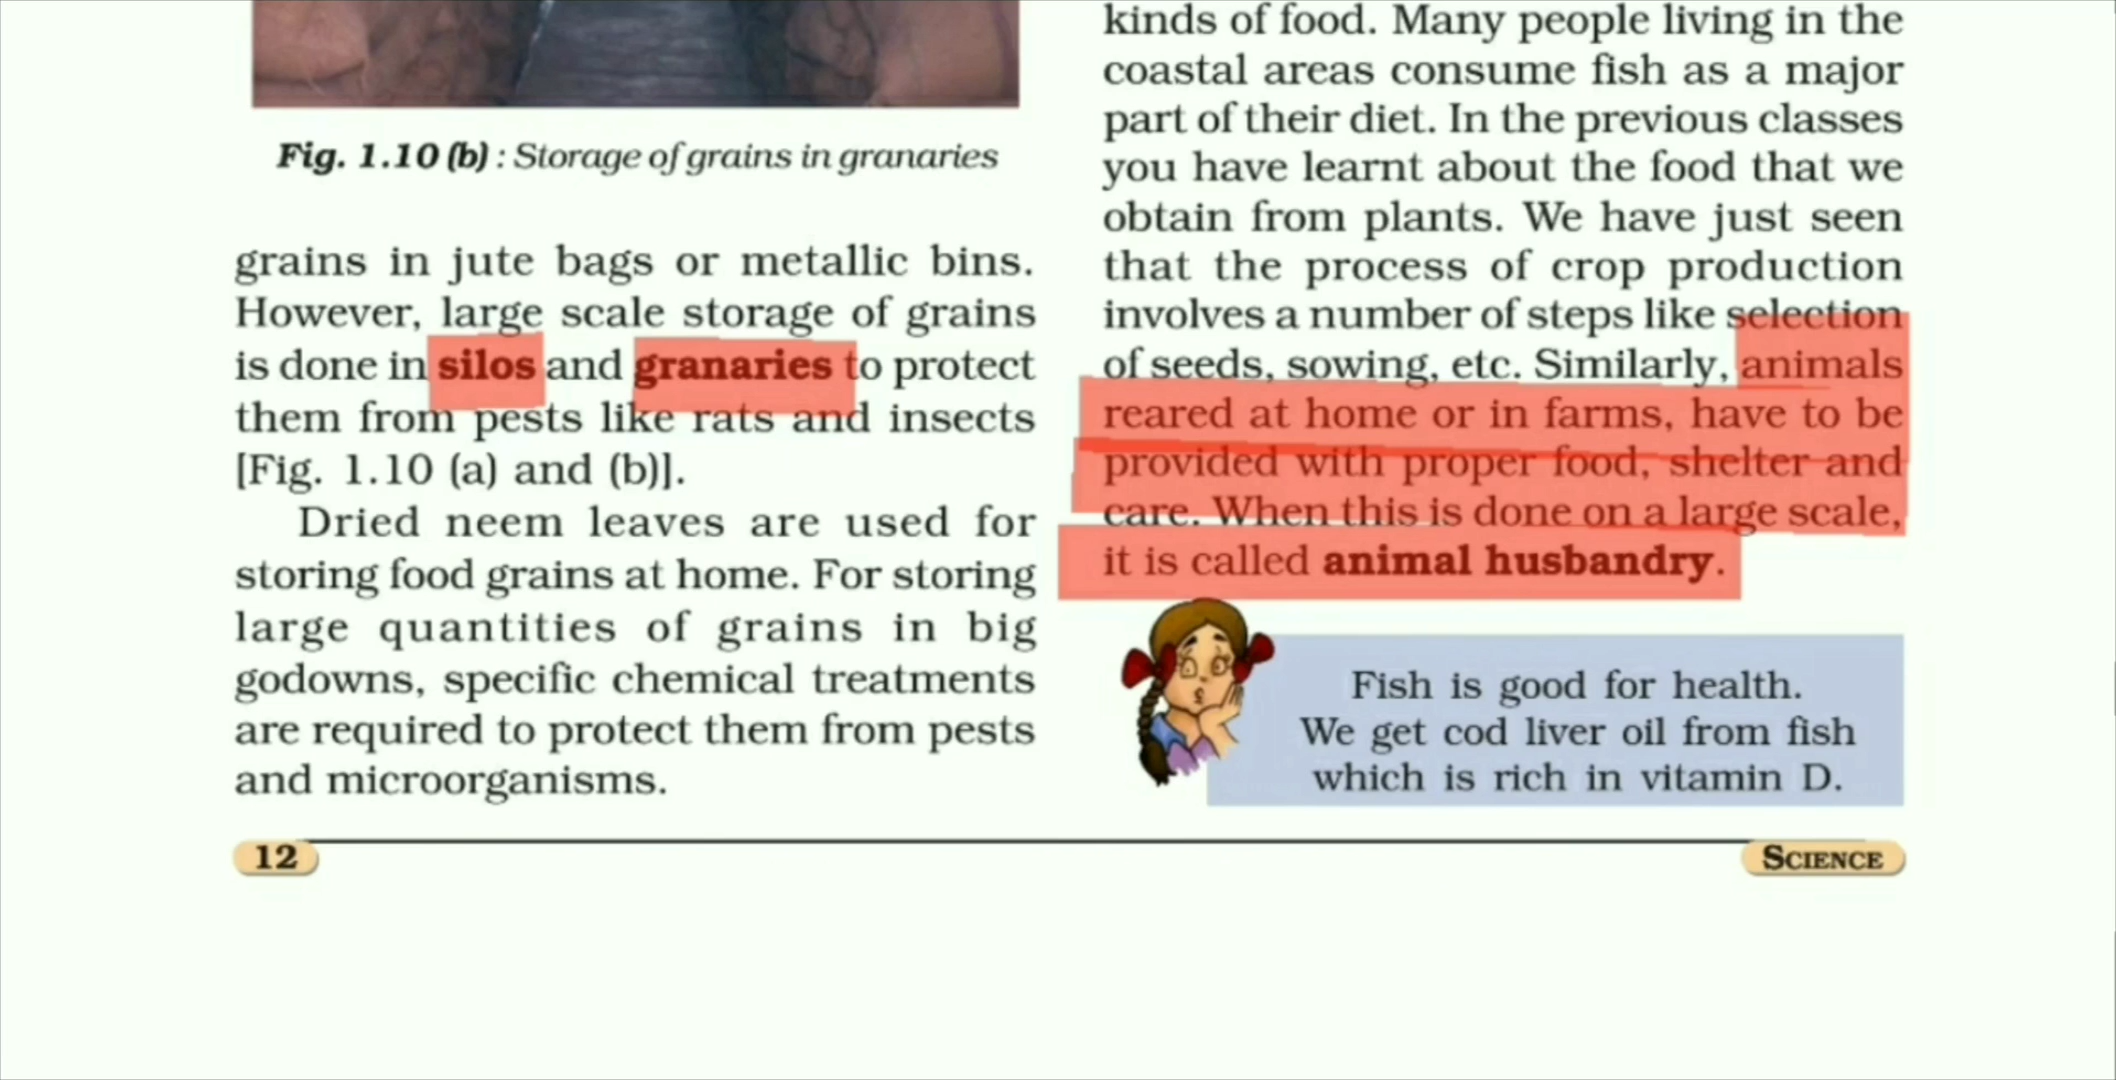 Fig. 1.10 (b) : Storage of grains in granaries
grains in jute bags or metallic bins.
However, large scale storage of grains
is done in silos and granaries to protect
them from pests like rats and insects
[Fig. 1.10 (a) and (b)].
Dried neem leaves are used for
storing food grains at home. For storing
large quantities of grains in big
godowns, specific chemical treatments
are required to protect them from pests
and microorganisms.
kinds of food. Many people living in the
coastal areas consume fish as a major
part of their diet. In the previous classes
you have learnt about the food that we
obtain from plants. We have just seen
that the process of crop production
involves a number of steps like selection
of seeds, sowing, etc. Similarly, animals
reared at home or in farms, have to be
provided with proper food, shelter and
care. When this is done on a large scale,
it is called animal husbandry.
Fish is good for health.
We get cod liver oil from fish
which is rich in vitamin D.
12
SCIENCE